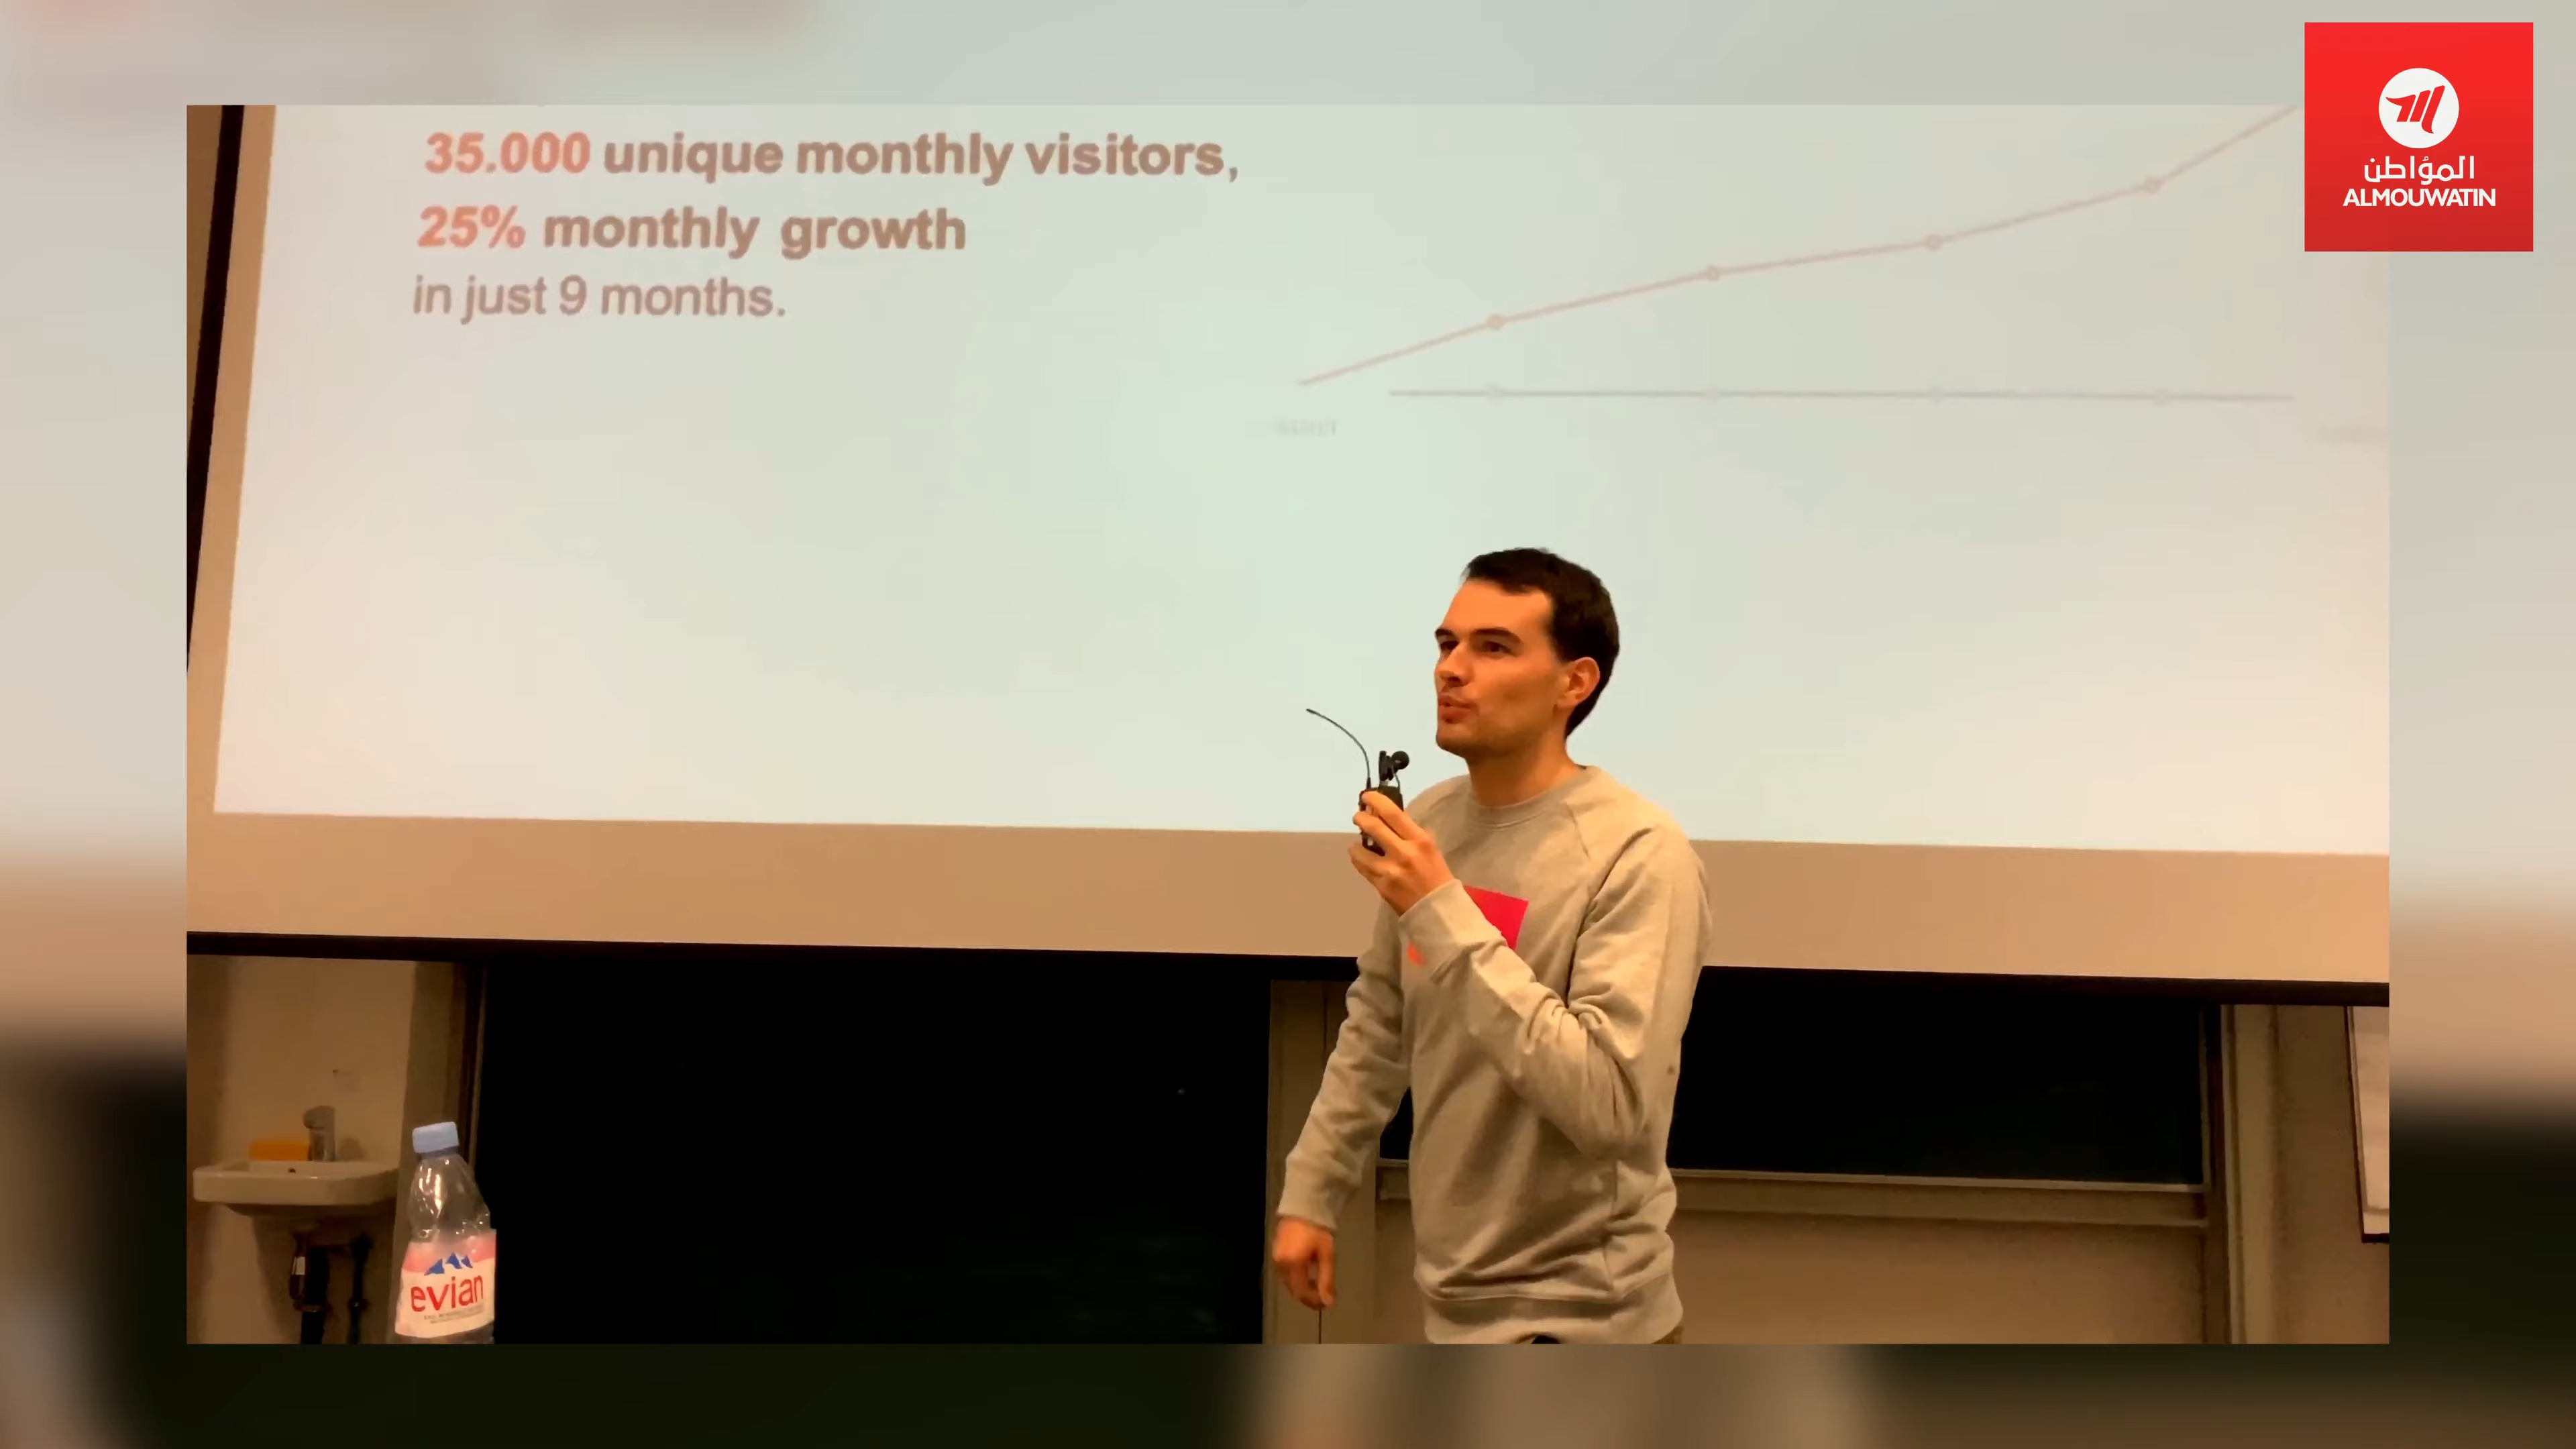 35.000 unique monthly visitors,
25% monthly growth
in just 9 months.
المؤاطن
ALMOUWATIN
evian